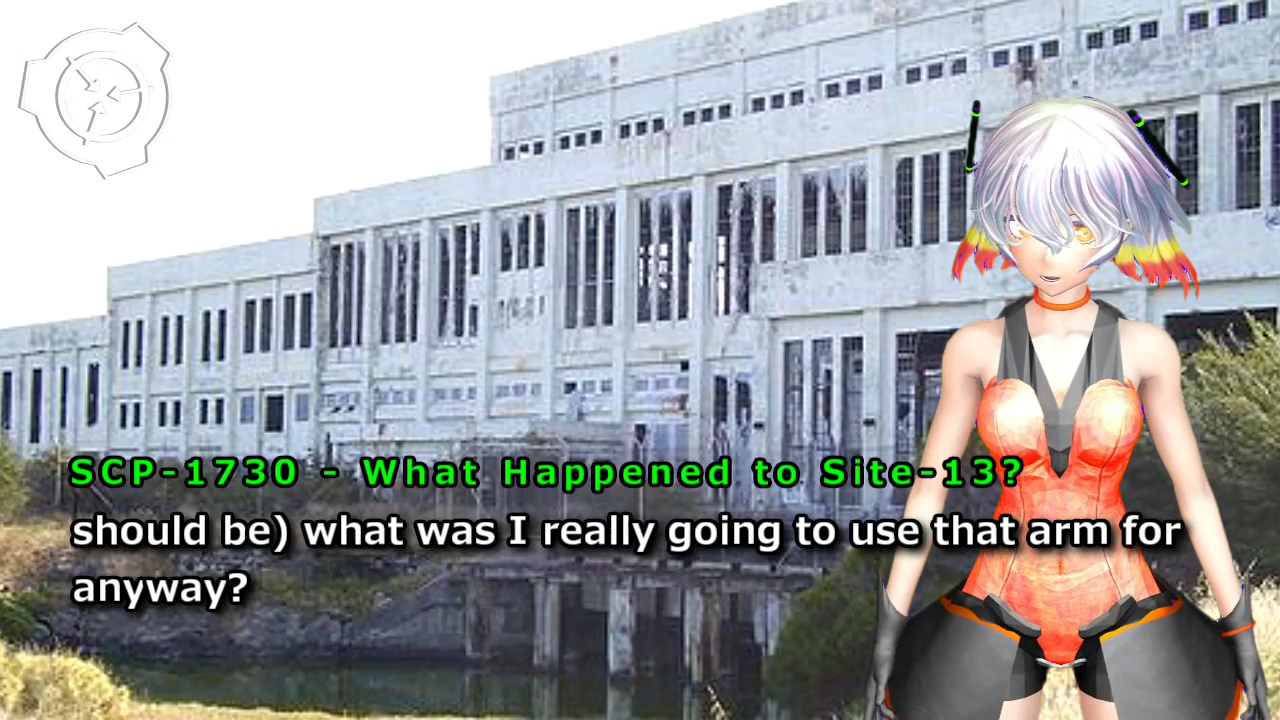 SCP-1730 - What Happened to Site-13?
should be) what was I really going to use that arm for
anyway?